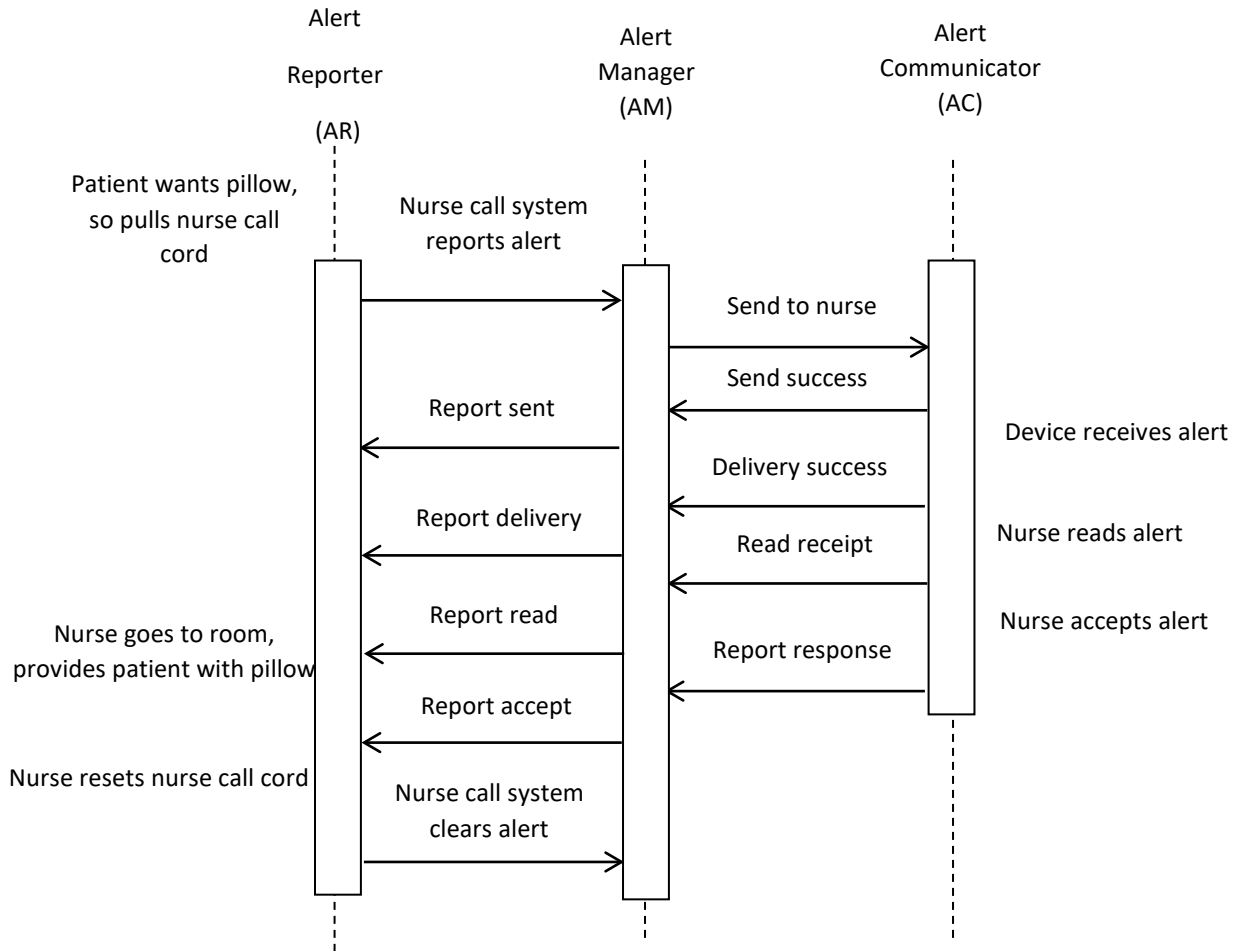 Alert
Reporter
(AR)
Alert
Manager
(AM)
Alert
Communicator
(AC)
Patient wants pillow,
so pulls nurse call
cord
Nurse call system
reports alert
Send to nurse
Send success
Report sent
Device receives alert
Delivery success
Report delivery
Nurse reads alert
Read receipt
Report read
Nurse accepts alert
Nurse goes to room,
provides patient with pillow
Report response
Report accept
Nurse resets nurse call cord
Nurse call system
clears alert